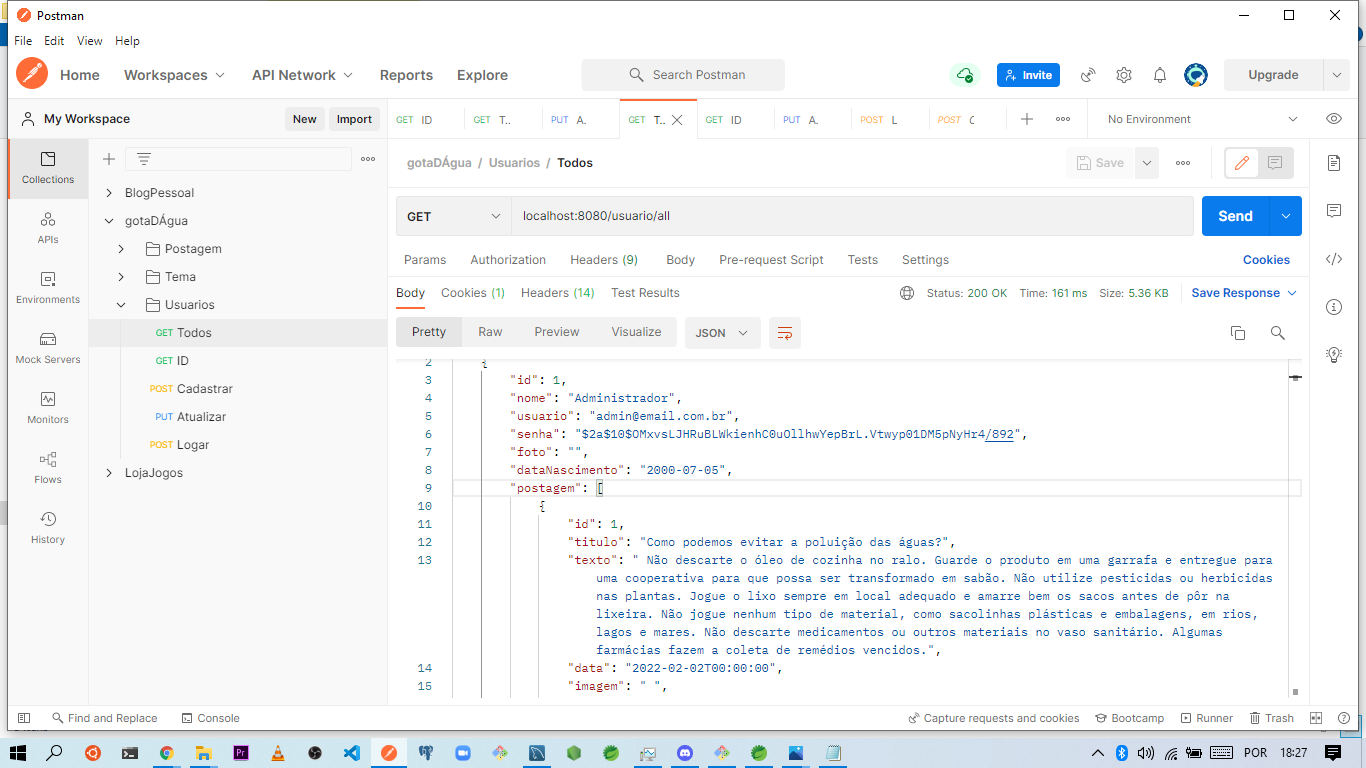 Postman
File Edit View Help
Home Workspaces API Network Reports Explore Search Postman Invite Upgrade
My Workspace New Import
GET ID GET T.. PUT A. GET T.. GET ID PUT A. POST L POST C No Environment
Collections
APIs
Environments
Mock Servers
Monitors
Flows
History
BlogPessoal
gotaDÁgua
Postagem
Tema
Usuarios
GET Todos
GET ID
POST Cadastrar
PUT Atualizar
POST Logar
LojaJogos
gotaDÁgua / Usuarios / Todos Save
GET localhost:8080/usuario/all Send
Params Authorization Headers (9) Body Pre-request Script Tests Settings Cookies
Body Cookies (1) Headers (14) Test Results Status: 200 OK Time: 161 ms Size: 5.36 KB Save Response
Pretty Raw Preview Visualize JSON
2 {
3 "id": 1,
4 "nome": "Administrador",
5 "usuario": "admin@email.com.br",
6 "senha": "$2a$10$OMxvsLJHRuBLWkienhC0uOllhwYepBrL.Vtwyp01DM5pNyHr4/892",
7 "foto": "",
8 "dataNascimento": "2000-07-05",
9 "postagem": [
10 {
11 "id": 1,
12 "titulo": "Como podemos evitar a poluição das águas?",
13 "texto": " Não descarte o óleo de cozinha no ralo. Guarde o produto em uma garrafa e entregue para
uma cooperativa para que possa ser transformado em sabão. Não utilize pesticidas ou herbicidas
nas plantas. Jogue o lixo sempre em local adequado e amarre bem os sacos antes de pôr na
lixeira. Não jogue nenhum tipo de material, como sacolinhas plásticas e embalagens, em rios,
lagos e mares. Não descarte medicamentos ou outros materiais no vaso sanitário. Algumas
farmácias fazem a coleta de remédios vencidos.",
14 "data": "2022-02-02T00:00:00",
15 "imagem": " ",
Find and Replace Console Capture requests and cookies Bootcamp Runner Trash
POR 18:27